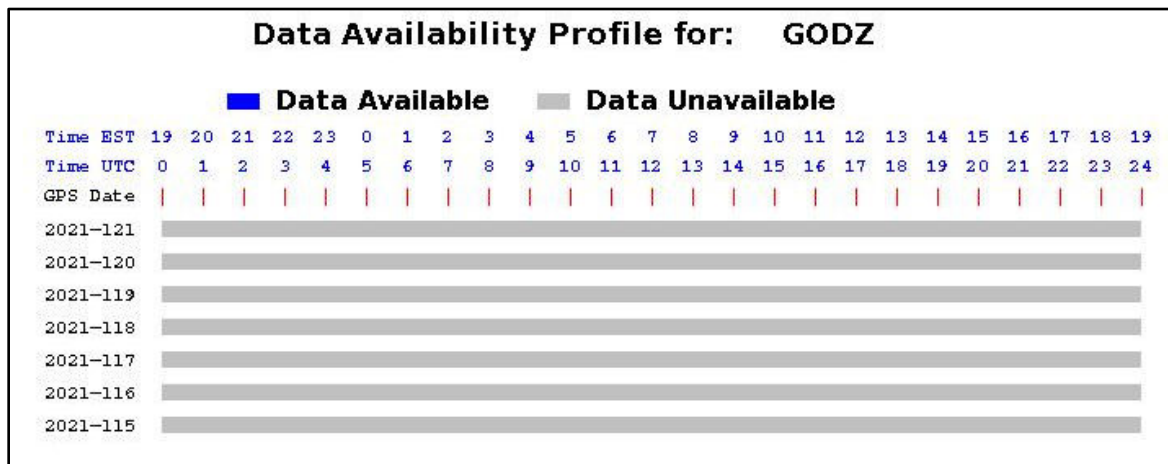 Data Availability Profile for: GODZ
Data Available Data Unavailable
Time EST 19 20 21 22 23 0 1 2 3 4 5 6 7 8 9 10 11 12 13 14 15 16 17 18 19
Time UTC 0 1 2 3 4 5 6 7 8 9 10 11 12 13 14 15 16 17 18 19 20 21 22 23 24
GPS Date
2021-121
2021-120
2021-119
2021-118
2021-117
2021-116
2021-115